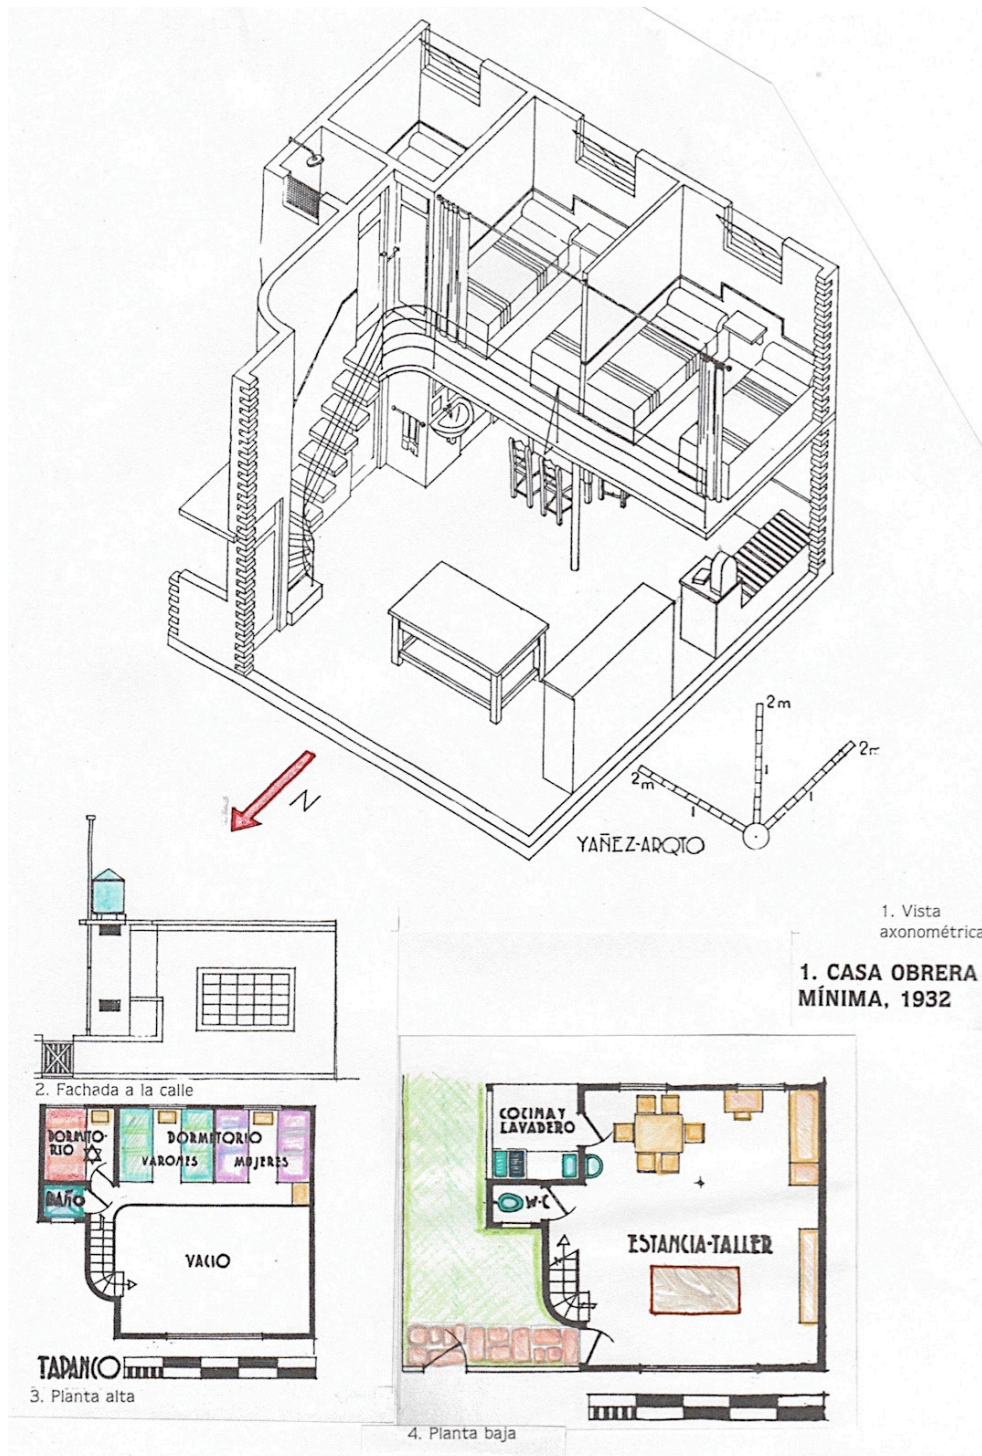 N
2m
2m
2m
1
1
1
YAÑEZ-ARQTO
1. Vista
axonométrica
1. CASA OBRERA
MÍNIMA, 1932
2. Fachada a la calle
DORMITO-
RIO
DORMITORIO
VARONES
MUJERES
BAÑO
VACIO
TAPANCO
3. Planta alta
COCINA Y
LAVADERO
W·C
ESTANCIA-TALLER
4. Planta baja